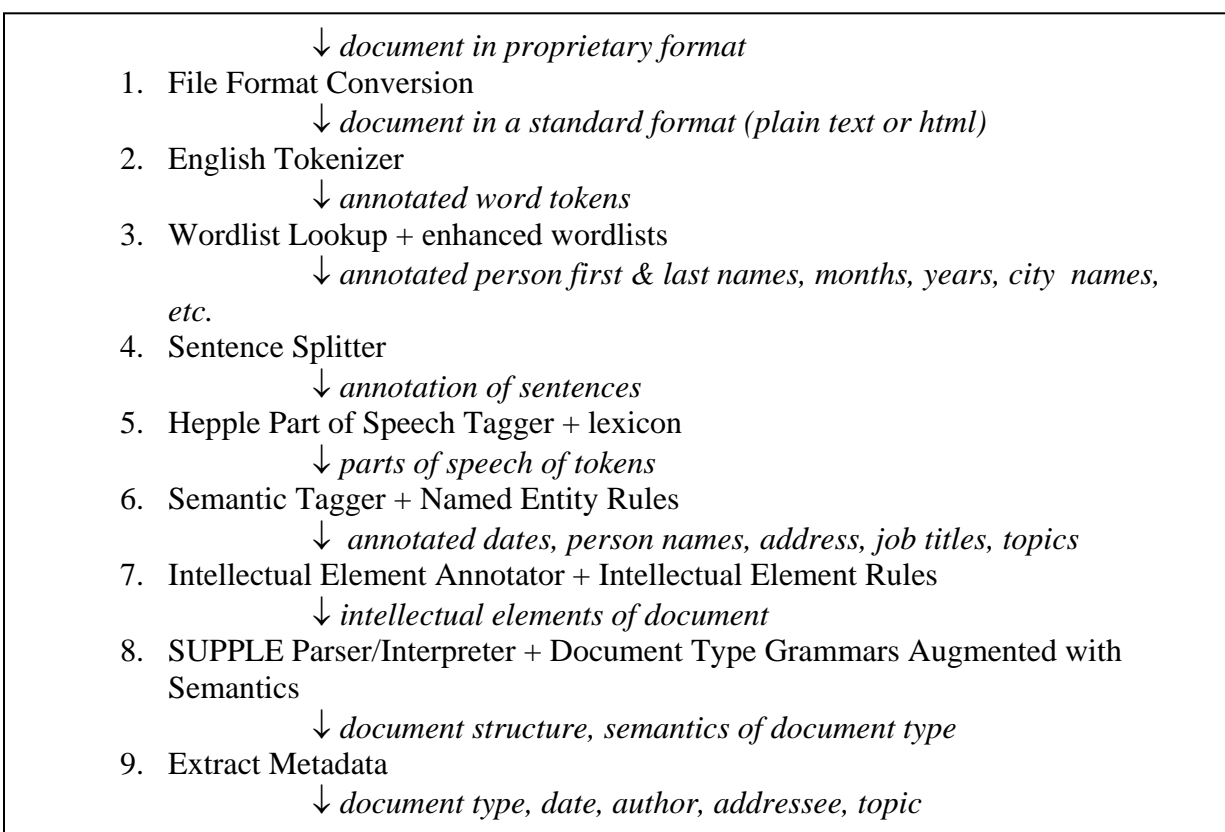 ↓ document in proprietary format
1. File Format Conversion
↓ document in a standard format (plain text or html)
2. English Tokenizer
↓ annotated word tokens
3. Wordlist Lookup + enhanced wordlists
↓ annotated person first & last names, months, years, city names,
etc.
4. Sentence Splitter
↓ annotation of sentences
5. Hepple Part of Speech Tagger + lexicon
↓ parts of speech of tokens
6. Semantic Tagger + Named Entity Rules
↓ annotated dates, person names, address, job titles, topics
7. Intellectual Element Annotator + Intellectual Element Rules
↓ intellectual elements of document
8. SUPPLE Parser/Interpreter + Document Type Grammars Augmented with
Semantics
↓ document structure, semantics of document type
9. Extract Metadata
↓ document type, date, author, addressee, topic